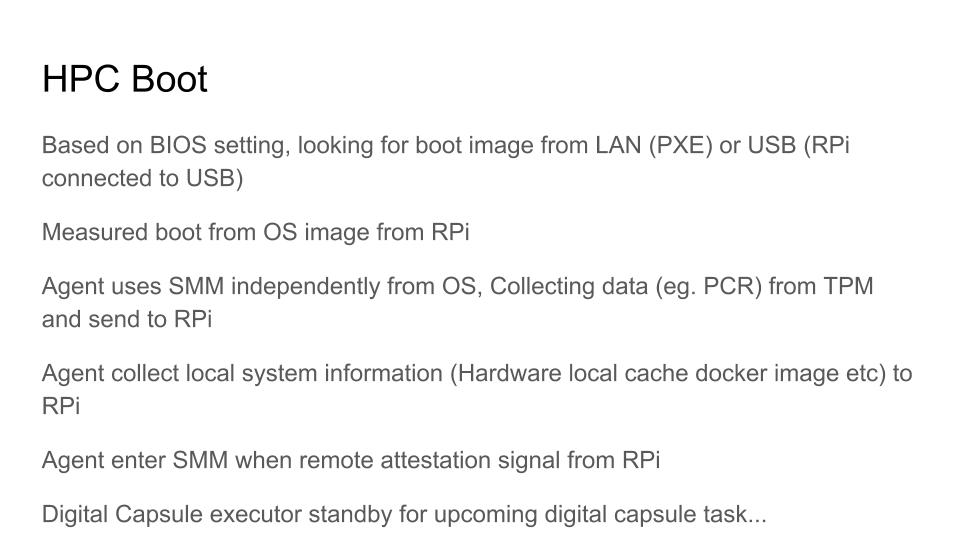 HPC Boot
Based on BIOS setting, looking for boot image from LAN (PXE) or USB (RPi
connected to USB)
Measured boot from OS image from RPi
Agent uses SMM independently from OS, Collecting data (eg. PCR) from TPM
and send to RPi
Agent collect local system information (Hardware local cache docker image etc) to
RPi
Agent enter SMM when remote attestation signal from RPi
Digital Capsule executor standby for upcoming digital capsule task...